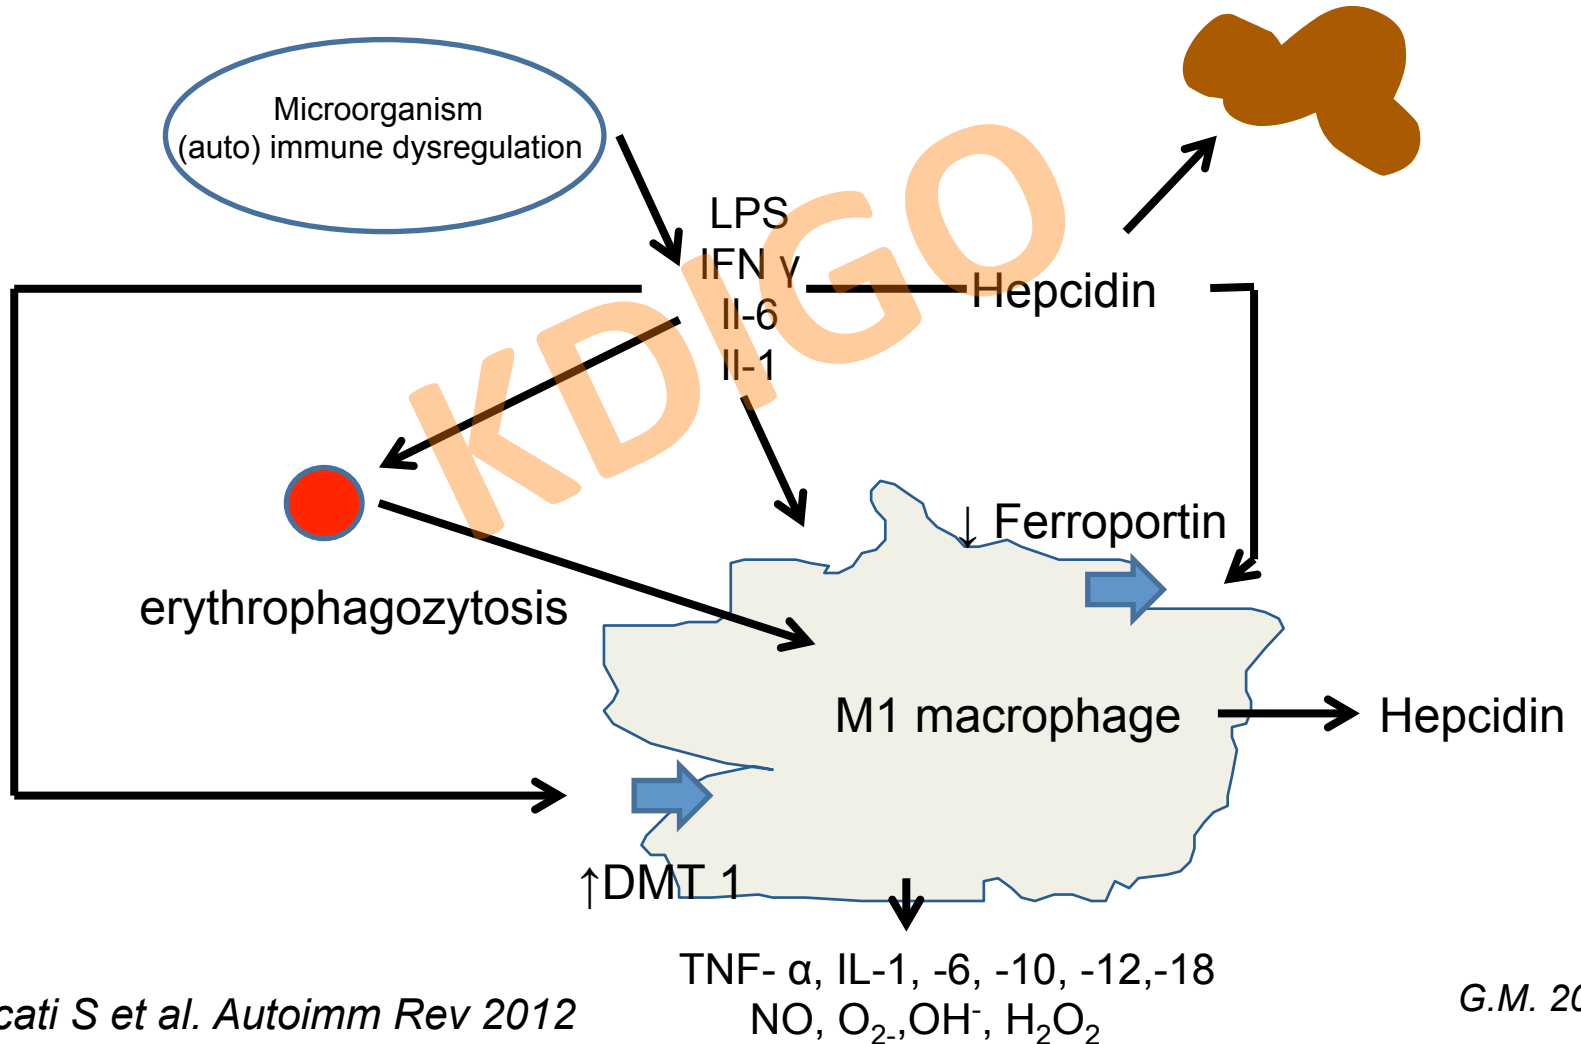 Microorganism
(auto) immune dysregulation
LPS
IFN γ
Il-6
Il-1
Hepcidin
KDIGO
↓ Ferroportin
erythrophagozytosis
M1 macrophage
Hepcidin
↑DMT 1
TNF- α, IL-1, -6, -10, -12,-18
NO, O₂-,OH⁻, H₂O₂
cati S et al. Autoimm Rev 2012
G.M. 20